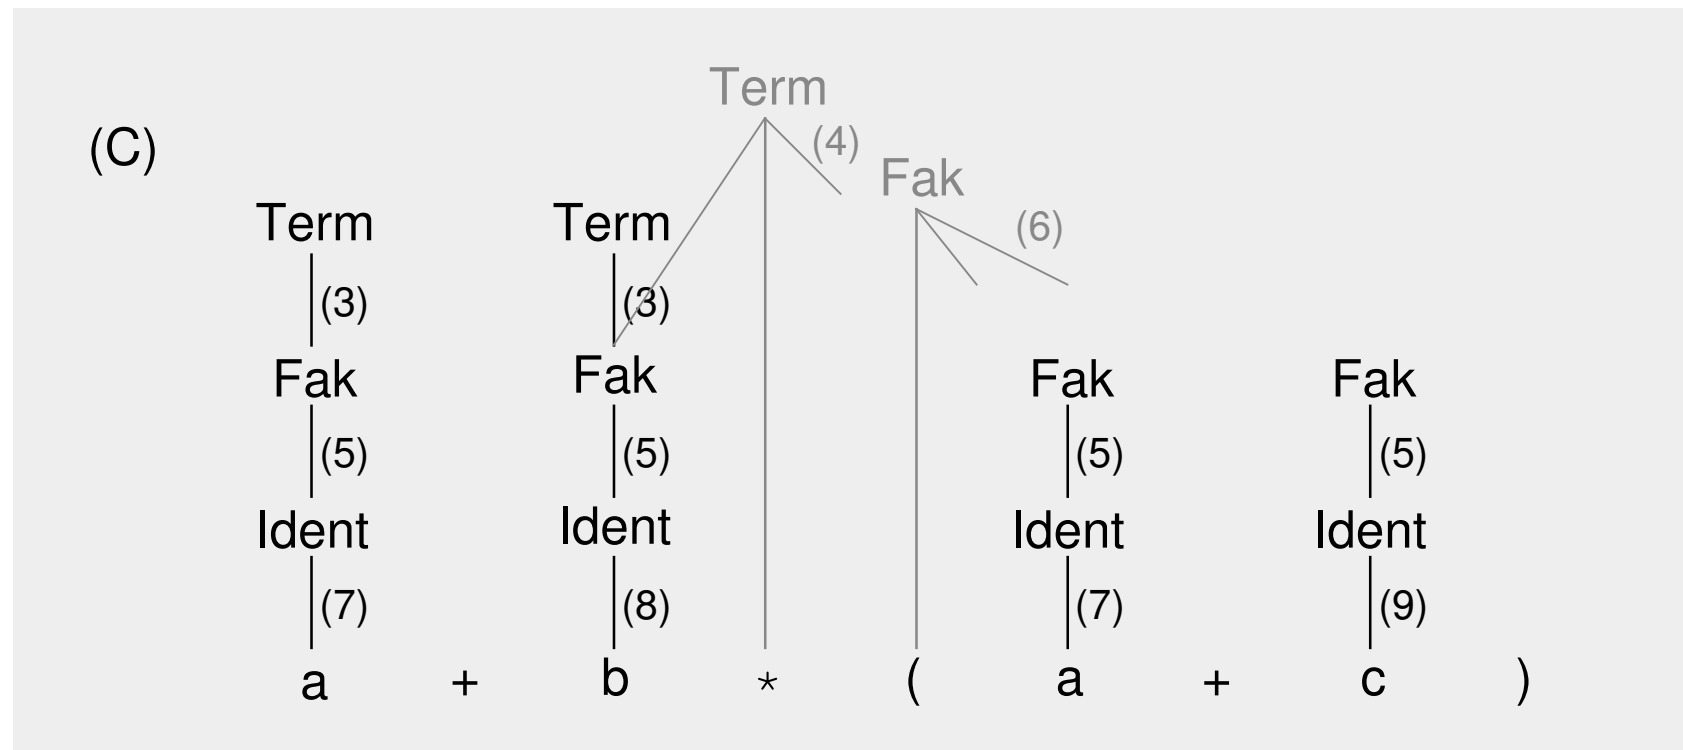 Term
(C) (4)
Fak
Term Term (6)
(3) (3)
Fak Fak Fak Fak
(5) (5) (5) (5)
Ident Ident Ident Ident
(7) (8) (7) (9)
a + b * ( a + c )